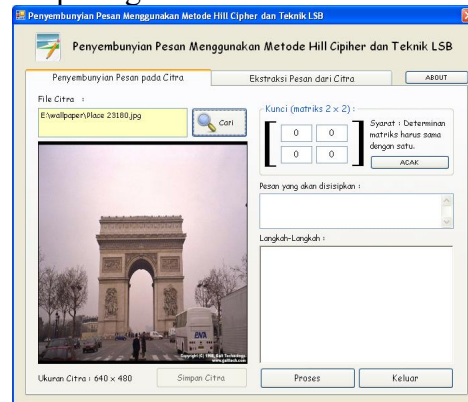 Penyembunyian Pesan Menggunakan Metode Hill Cipher dan Teknik LSB
Penyembunyian Pesan Menggunakan Metode Hill Cipiher dan Teknik LSB
Penyembunyian Pesan pada Citra
Ekstraksi Pesan dari Citra
ABOUT
File Citra :
E:\wallpaper\Place 23180.jpg
Cari
Kunci (matriks 2 x 2) :
0 0
0 0
Syarat : Determinan
matriks harus sama
dengan satu.
ACAK
Pesan yang akan disisipkan :
Langkah-Langkah :
Ukuran Citra : 640 x 480
Simpan Citra
Proses
Keluar